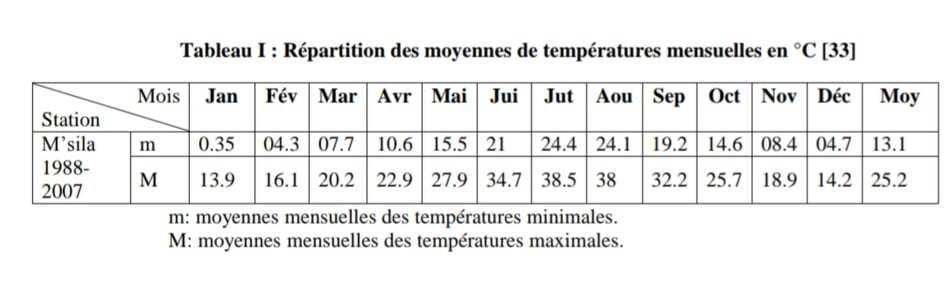 Tableau I : Répartition des moyennes de températures mensuelles en °C [33]
Mois Jan Fév Mar Avr Mai Jui Jut Aou Sep Oct Nov Déc Moy
Station
M'sila 1988-2007 m 0.35 04.3 07.7 10.6 15.5 21 24.4 24.1 19.2 14.6 08.4 04.7 13.1
M 13.9 16.1 20.2 22.9 27.9 34.7 38.5 38 32.2 25.7 18.9 14.2 25.2
m: moyennes mensuelles des températures minimales.
M: moyennes mensuelles des températures maximales.